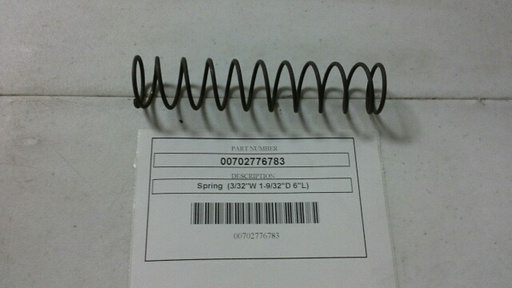 PART NUMBER
00702776783
DESCRIPTION
Spring (3/32"W 1-9/32"D 6"L)
00702776783